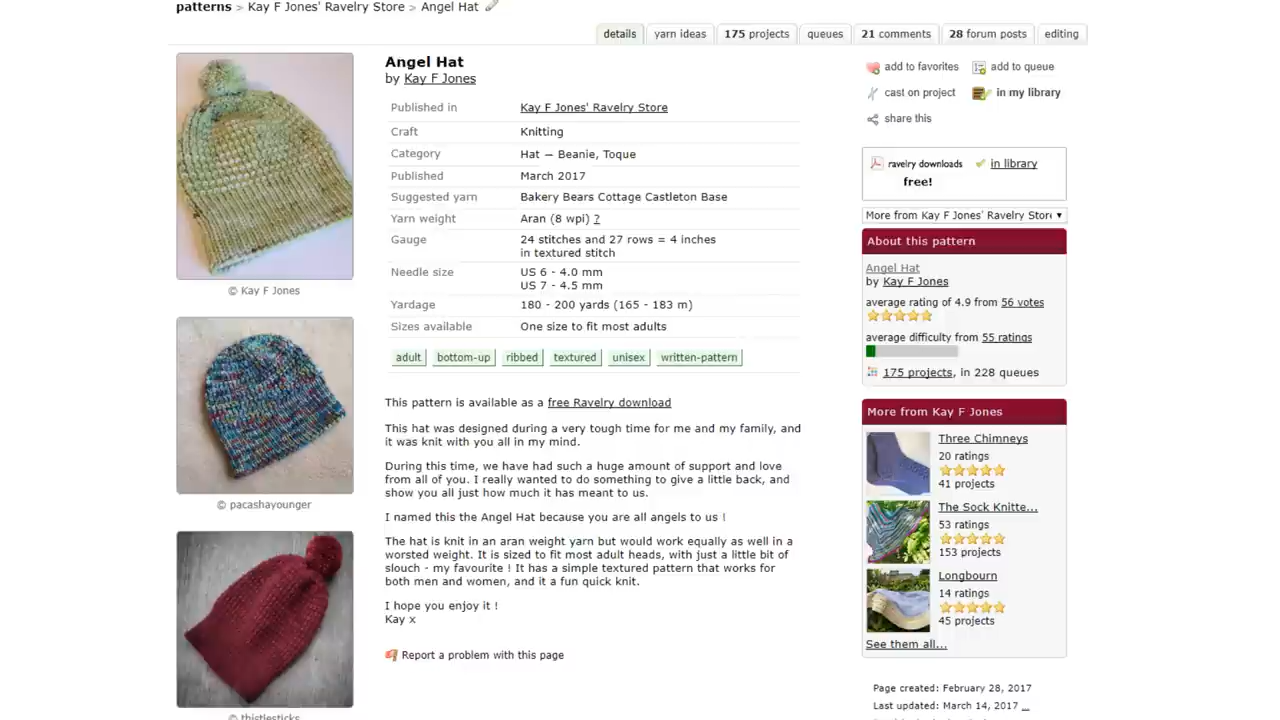 patterns > Kay F Jones' Ravelry Store > Angel Hat
details
yarn ideas
175 projects
queues
21 comments
28 forum posts
editing
Angel Hat
by Kay F Jones
Published in Kay F Jones' Ravelry Store
Craft Knitting
Category Hat – Beanie, Toque
Published March 2017
Suggested yarn Bakery Bears Cottage Castleton Base
Yarn weight Aran (8 wpi) ?
Gauge 24 stitches and 27 rows = 4 inches
in textured stitch
Needle size US 6 - 4.0 mm
US 7 - 4.5 mm
Yardage 180 - 200 yards (165 - 183 m)
Sizes available One size to fit most adults
adult bottom-up ribbed textured unisex written-pattern
This pattern is available as a free Ravelry download
This hat was designed during a very tough time for me and my family, and
it was knit with you all in my mind.
During this time, we have had such a huge amount of support and love
from all of you. I really wanted to do something to give a little back, and
show you all just how much it has meant to us.
I named this the Angel Hat because you are all angels to us !
The hat is knit in an aran weight yarn but would work equally as well in a
worsted weight. It is sized to fit most adult heads, with just a little bit of
slouch - my favourite ! It has a simple textured pattern that works for
both men and women, and it a fun quick knit.
I hope you enjoy it !
Kay x
Report a problem with this page
© Kay F Jones
© pacashayounger
© thistlesticks
add to favorites
add to queue
cast on project
in my library
share this
ravelry downloads
in library
free!
More from Kay F Jones' Ravelry Store
About this pattern
Angel Hat
by Kay F Jones
average rating of 4.9 from 56 votes
average difficulty from 55 ratings
175 projects, in 228 queues
More from Kay F Jones
Three Chimneys
20 ratings
41 projects
The Sock Knitte...
53 ratings
153 projects
Longbourn
14 ratings
45 projects
See them all...
Page created: February 28, 2017
Last updated: March 14, 2017 ...